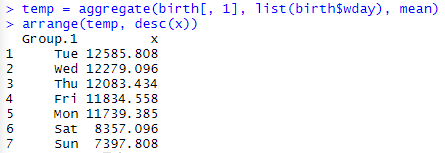 > temp = aggregate(birth[, 1], list(birth$wday), mean)
> arrange(temp, desc(x))
  Group.1         x
1     Tue 12585.808
2     Wed 12279.096
3     Thu 12083.434
4     Fri 11834.558
5     Mon 11739.385
6     Sat  8357.096
7     Sun  7397.808